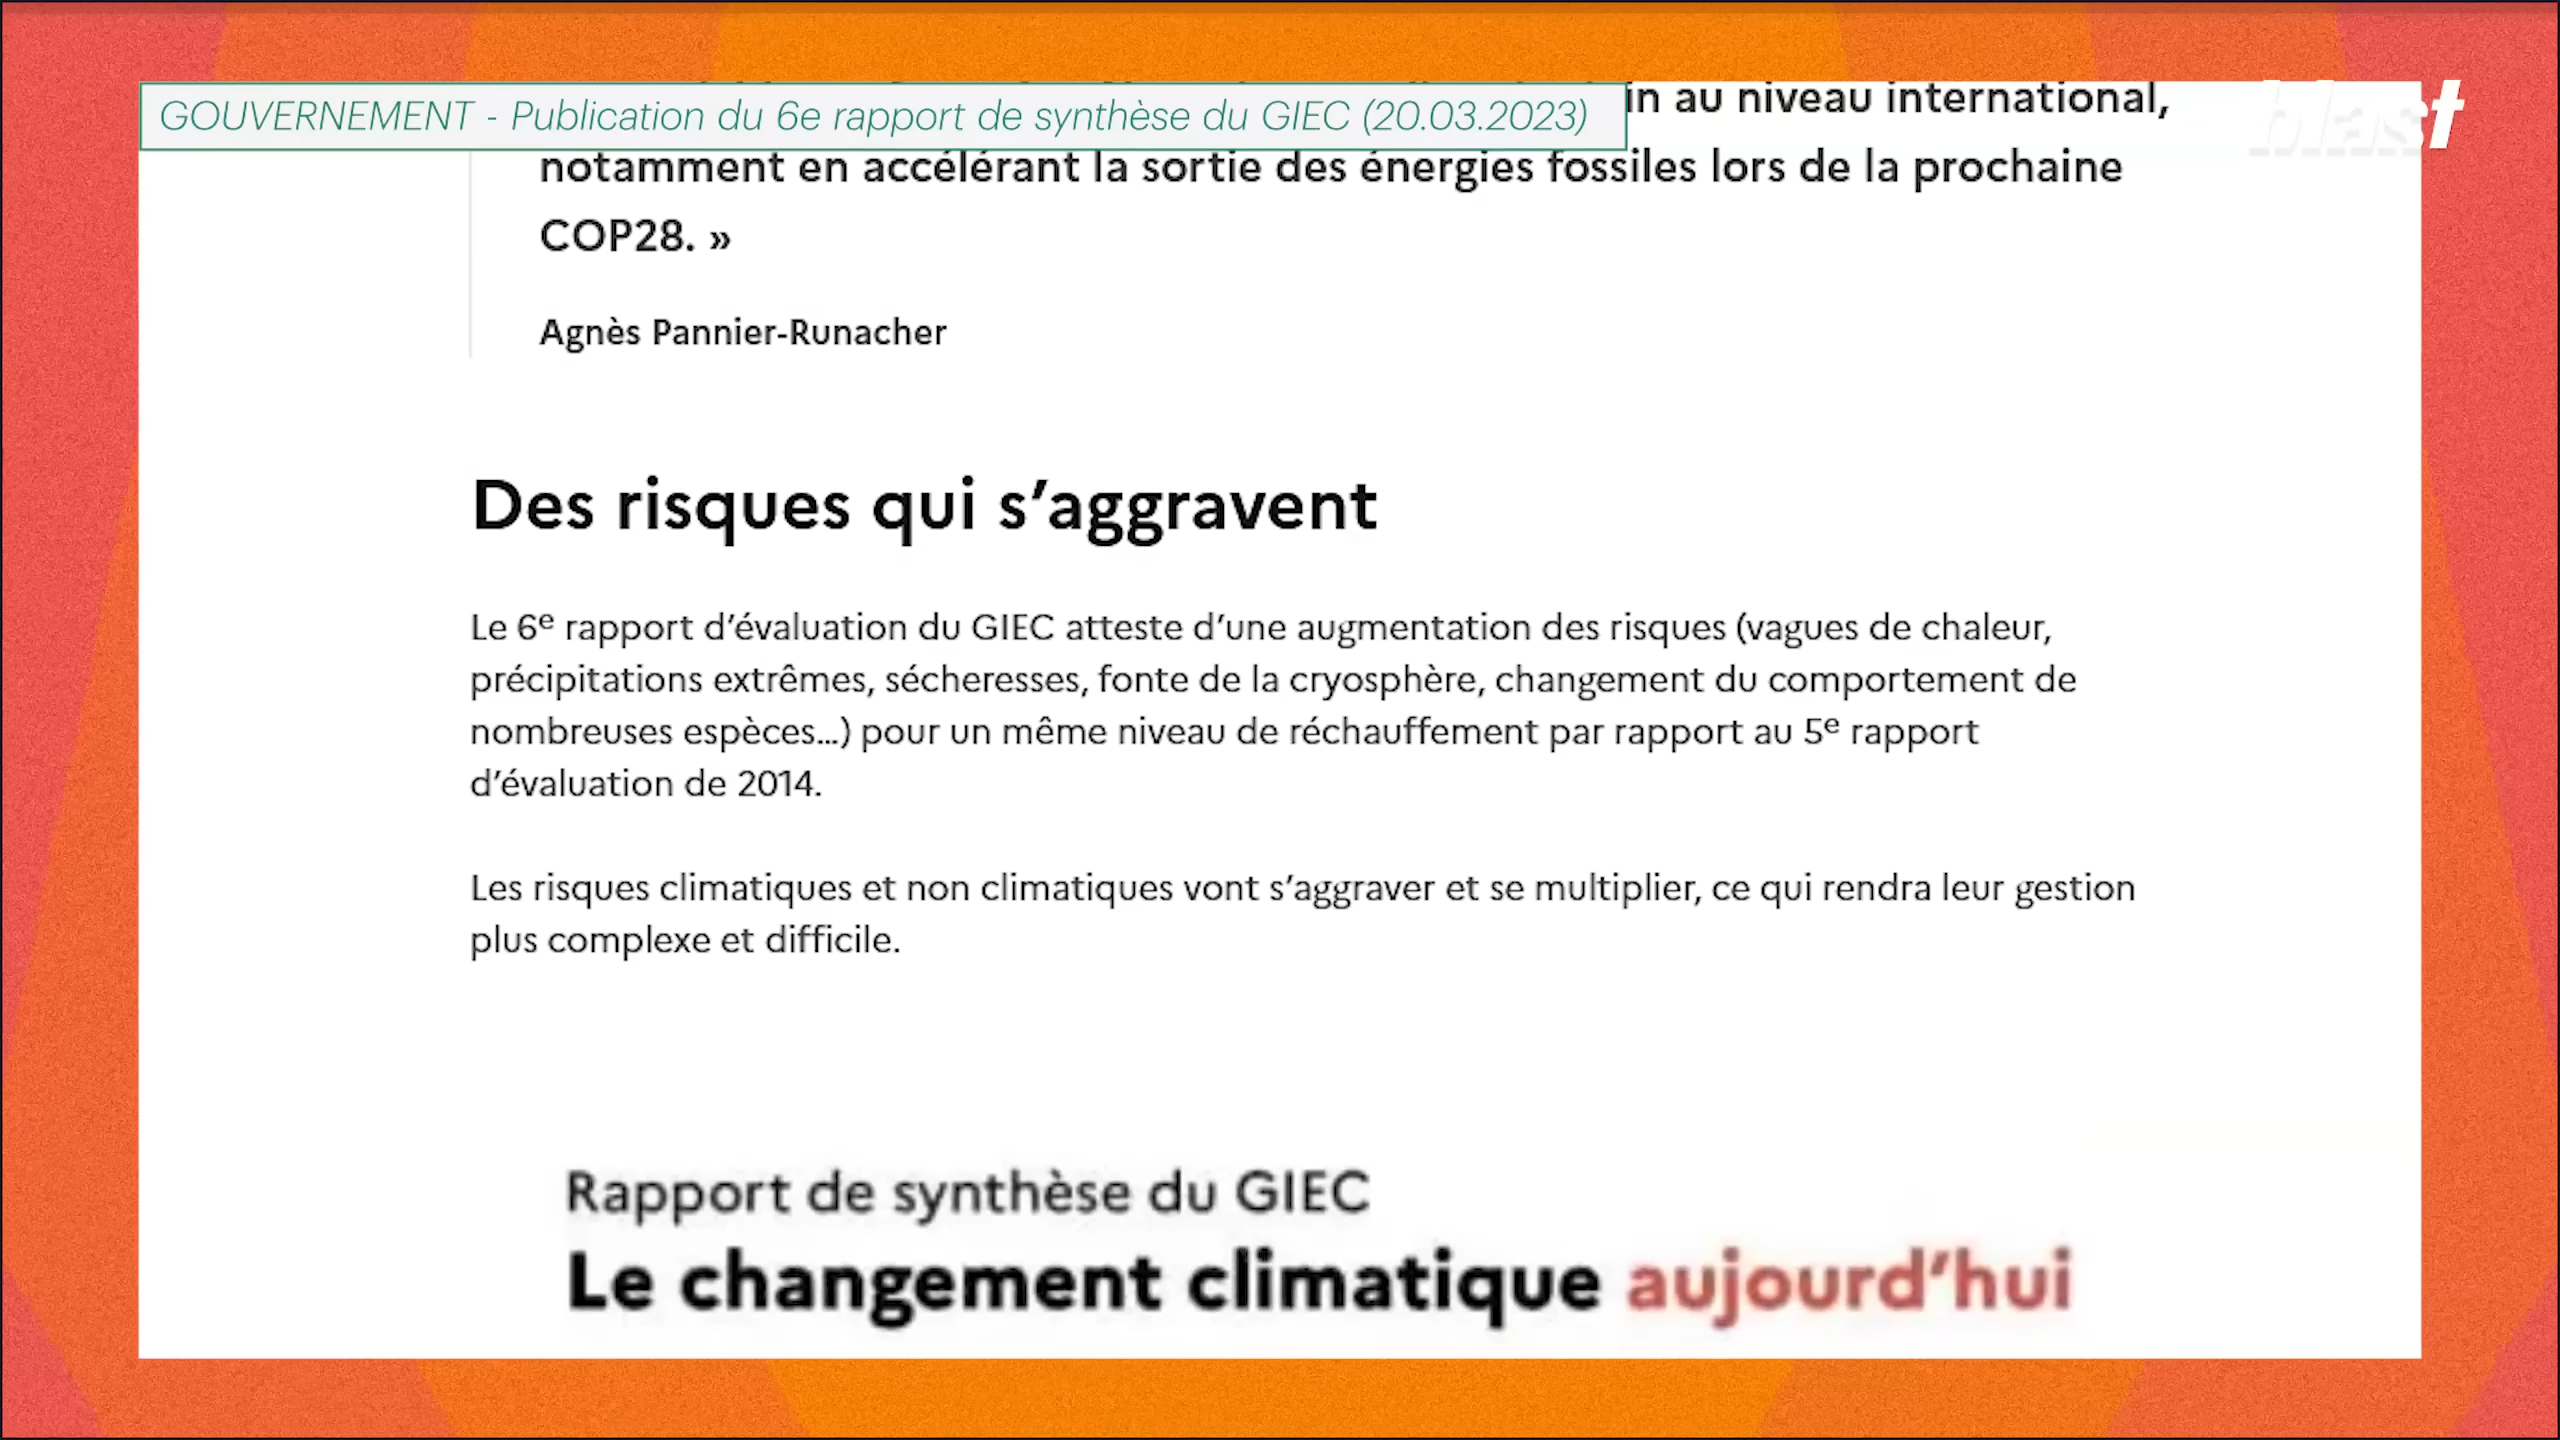 GOUVERNEMENT - Publication du 6e rapport de synthèse du GIEC (20.03.2023)
blast
au niveau international,
notamment en accélérant la sortie des énergies fossiles lors de la prochaine
COP28. »
Agnès Pannier-Runacher
Des risques qui s’aggravent
Le 6e rapport d’évaluation du GIEC atteste d’une augmentation des risques (vagues de chaleur,
précipitations extrêmes, sécheresses, fonte de la cryosphère, changement du comportement de
nombreuses espèces...) pour un même niveau de réchauffement par rapport au 5e rapport
d’évaluation de 2014.
Les risques climatiques et non climatiques vont s’aggraver et se multiplier, ce qui rendra leur gestion
plus complexe et difficile.
Rapport de synthèse du GIEC
Le changement climatique aujourd’hui